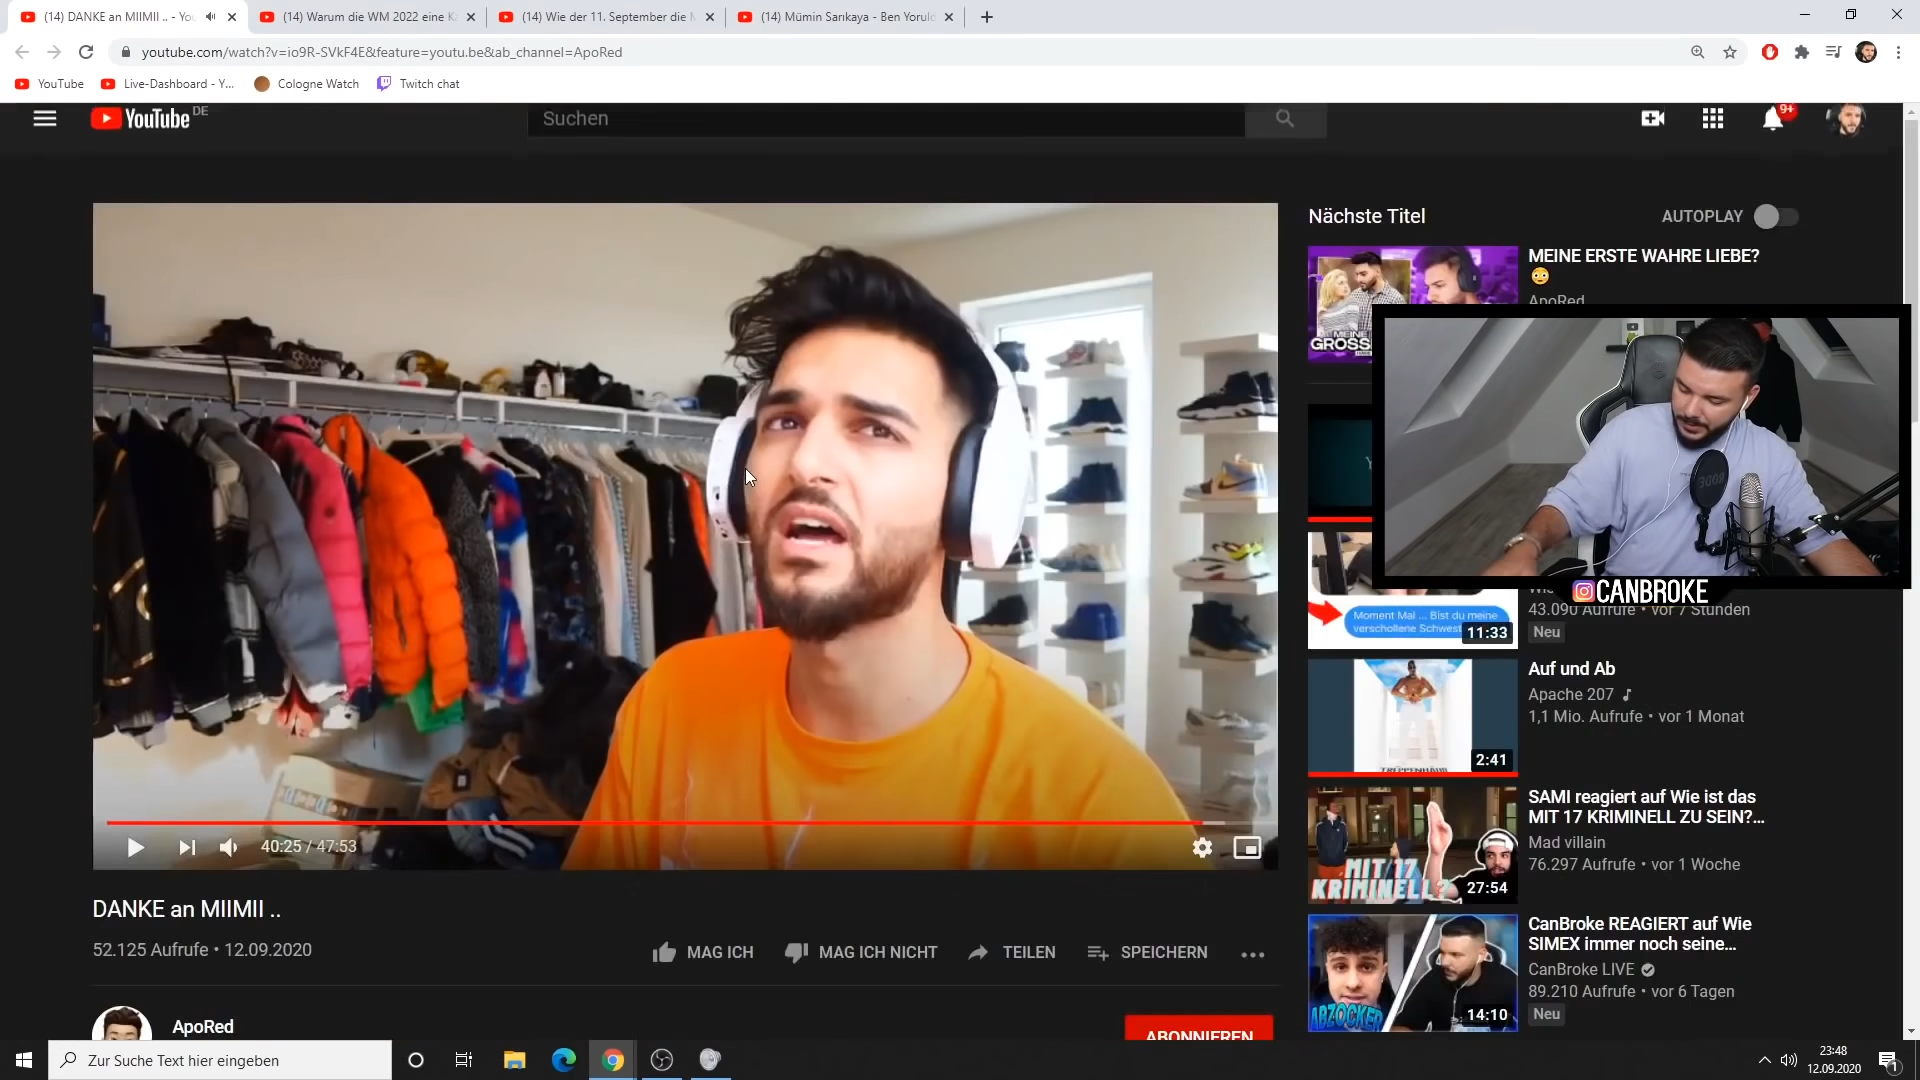 (14) DANKE an MIIMII .. - You
(14) Warum die WM 2022 eine Ka
(14) Wie der 11. September die M
(14) Mümin Sarıkaya - Ben Yoruld
youtube.com/watch?v=io9R-SVkF4E&feature=youtu.be&ab_channel=ApoRed
YouTube
Live-Dashboard - Y...
Cologne Watch
Twitch chat
YouTube DE
Suchen
9+
Nächste Titel
AUTOPLAY
MEINE ERSTE WAHRE LIEBE?
ApoRed
MEINE
GROSS
RODE
CANBROKE
43.090 Aufrufe • vor 7 Stunden
Neu
Moment Mal ... Bist du meine
verschollene Schwest
11:33
Auf und Ab
Apache 207
1,1 Mio. Aufrufe • vor 1 Monat
2:41
SAMI reagiert auf Wie ist das
MIT 17 KRIMINELL ZU SEIN?...
Mad villain
76.297 Aufrufe • vor 1 Woche
MIT 17
KRIMINELL?
27:54
CanBroke REAGIERT auf Wie
SIMEX immer noch seine...
CanBroke LIVE
89.210 Aufrufe • vor 6 Tagen
Neu
ABZOCKER
14:10
40:25 / 47:53
DANKE an MIIMII ..
52.125 Aufrufe • 12.09.2020
MAG ICH
MAG ICH NICHT
TEILEN
SPEICHERN
ApoRed
ABONNIEREN
Zur Suche Text hier eingeben
23:48
12.09.2020
1